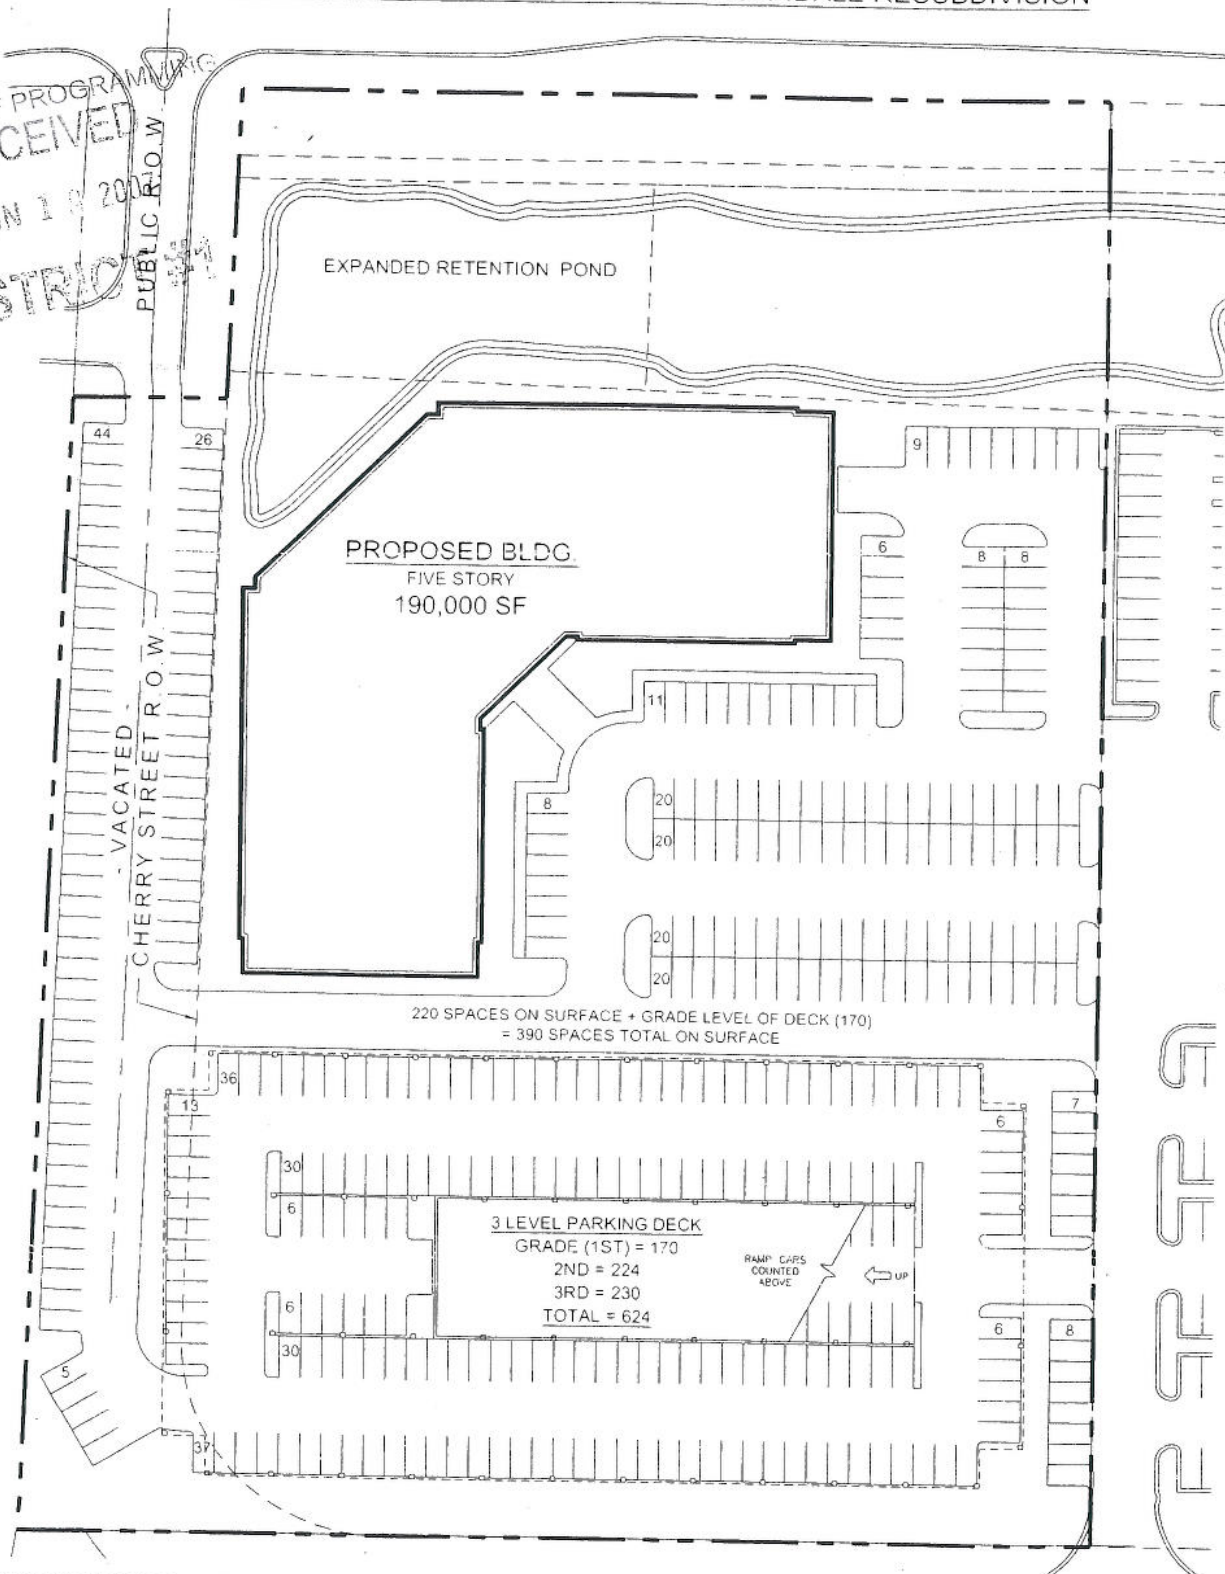 RESUBDIVISION
PROGRAMMING
CEIVED
2007
STRICT #1
PUBLIC R.O.W
EXPANDED RETENTION POND
44
26
9
PROPOSED BLDG.
FIVE STORY
190,000 SF
6
8 8
11
- VACATED -
CHERRY STREET R.O.W.
8
20
20
20
20
220 SPACES ON SURFACE + GRADE LEVEL OF DECK (170)
= 390 SPACES TOTAL ON SURFACE
36
13
7
6
30
6
3 LEVEL PARKING DECK
GRADE (1ST) = 170
2ND = 224
3RD = 230
TOTAL = 624
RAMP CARS
COUNTED
ABOVE
UP
6
30
6
8
5
37